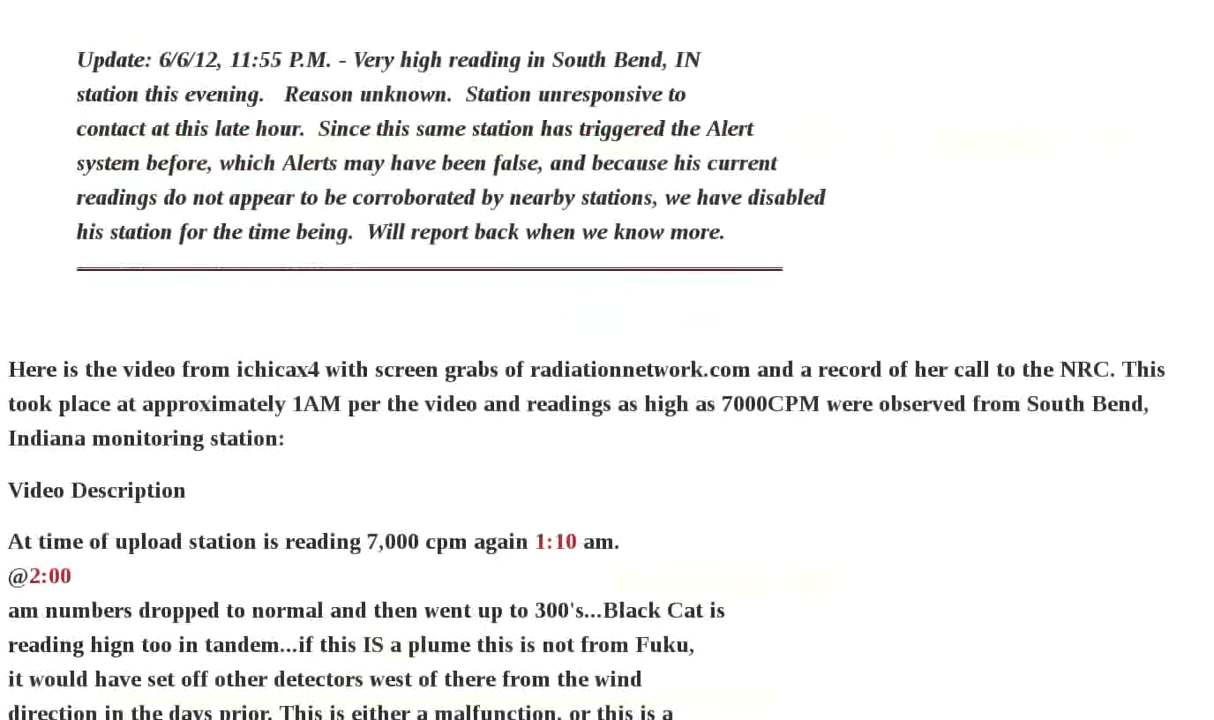 Update: 6/6/12, 11:55 P.M. - Very high reading in South Bend, IN
station this evening.   Reason unknown.  Station unresponsive to
contact at this late hour.  Since this same station has triggered the Alert
system before, which Alerts may have been false, and because his current
readings do not appear to be corroborated by nearby stations, we have disabled
his station for the time being.  Will report back when we know more.
Here is the video from ichicax4 with screen grabs of radiationnetwork.com and a record of her call to the NRC. This
took place at approximately 1AM per the video and readings as high as 7000CPM were observed from South Bend,
Indiana monitoring station:
Video Description
At time of upload station is reading 7,000 cpm again 1:10 am.
@2:00
am numbers dropped to normal and then went up to 300's...Black Cat is
reading hign too in tandem...if this IS a plume this is not from Fuku,
it would have set off other detectors west of there from the wind
direction in the days prior. This is either a malfunction, or this is a